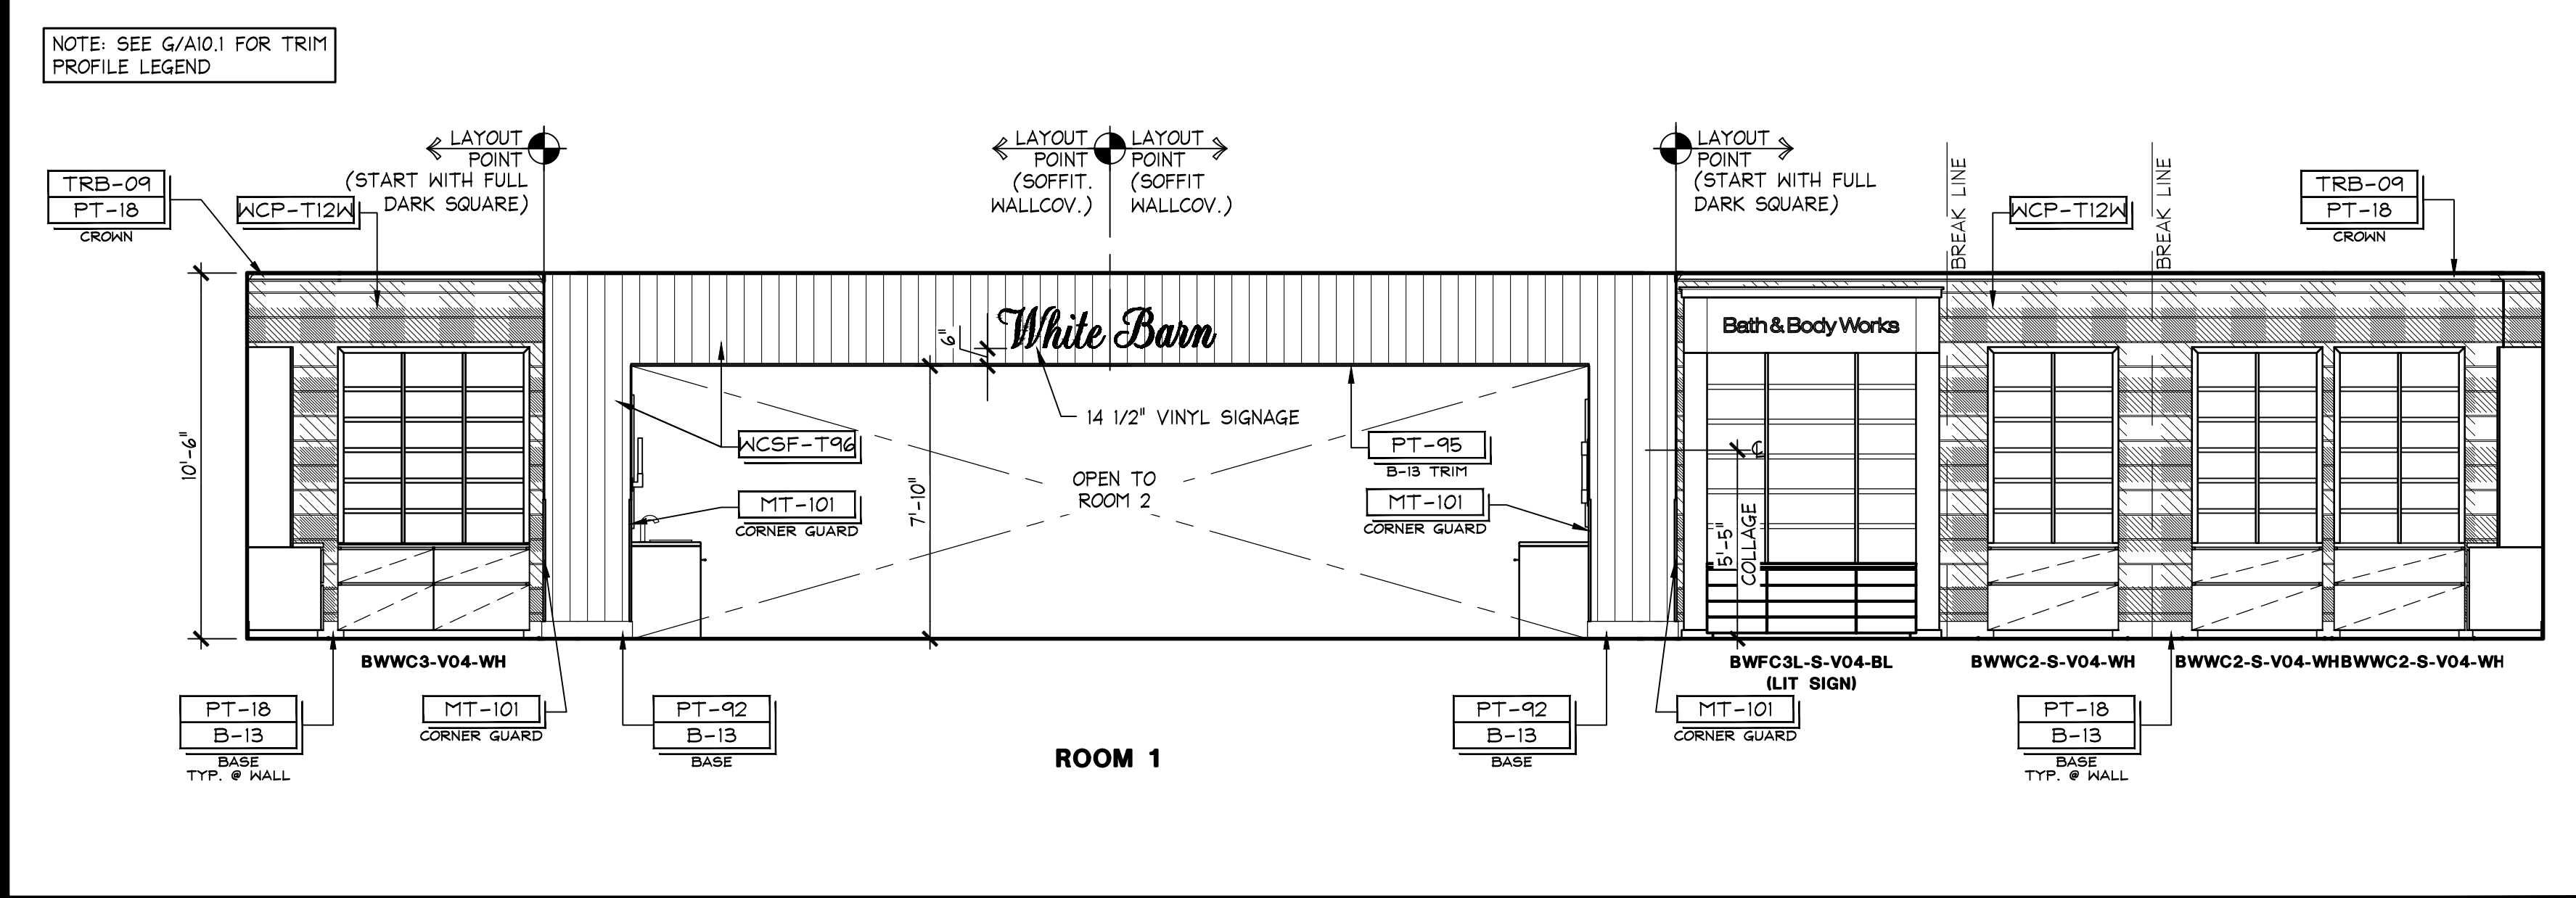 NOTE: SEE G/A10.1 FOR TRIM
PROFILE LEGEND
LAYOUT
POINT
(START WITH FULL
DARK SQUARE)
LAYOUT
POINT
(SOFFIT.
WALLCOV.)
LAYOUT
POINT
(SOFFIT
WALLCOV.)
LAYOUT
POINT
(START WITH FULL
DARK SQUARE)
BREAK LINE
BREAK LINE
TRB-09
PT-18
CROWN
WCP-T12W
WCP-T12W
TRB-09
PT-18
CROWN
10'-6"
6"
White Barn
Bath & Body Works
14 1/2" VINYL SIGNAGE
WCSF-T96
MT-101
CORNER GUARD
7'-10"
OPEN TO
ROOM 2
PT-95
B-13 TRIM
MT-101
CORNER GUARD
℄
5'-5"
COLLAGE
BWWC3-V04-WH
BWFC3L-S-V04-BL
(LIT SIGN)
BWWC2-S-V04-WH
BWWC2-S-V04-WH
BWWC2-S-V04-WH
PT-18
B-13
BASE
TYP. @ WALL
MT-101
CORNER GUARD
PT-92
B-13
BASE
PT-92
B-13
BASE
MT-101
CORNER GUARD
PT-18
B-13
BASE
TYP. @ WALL
ROOM 1